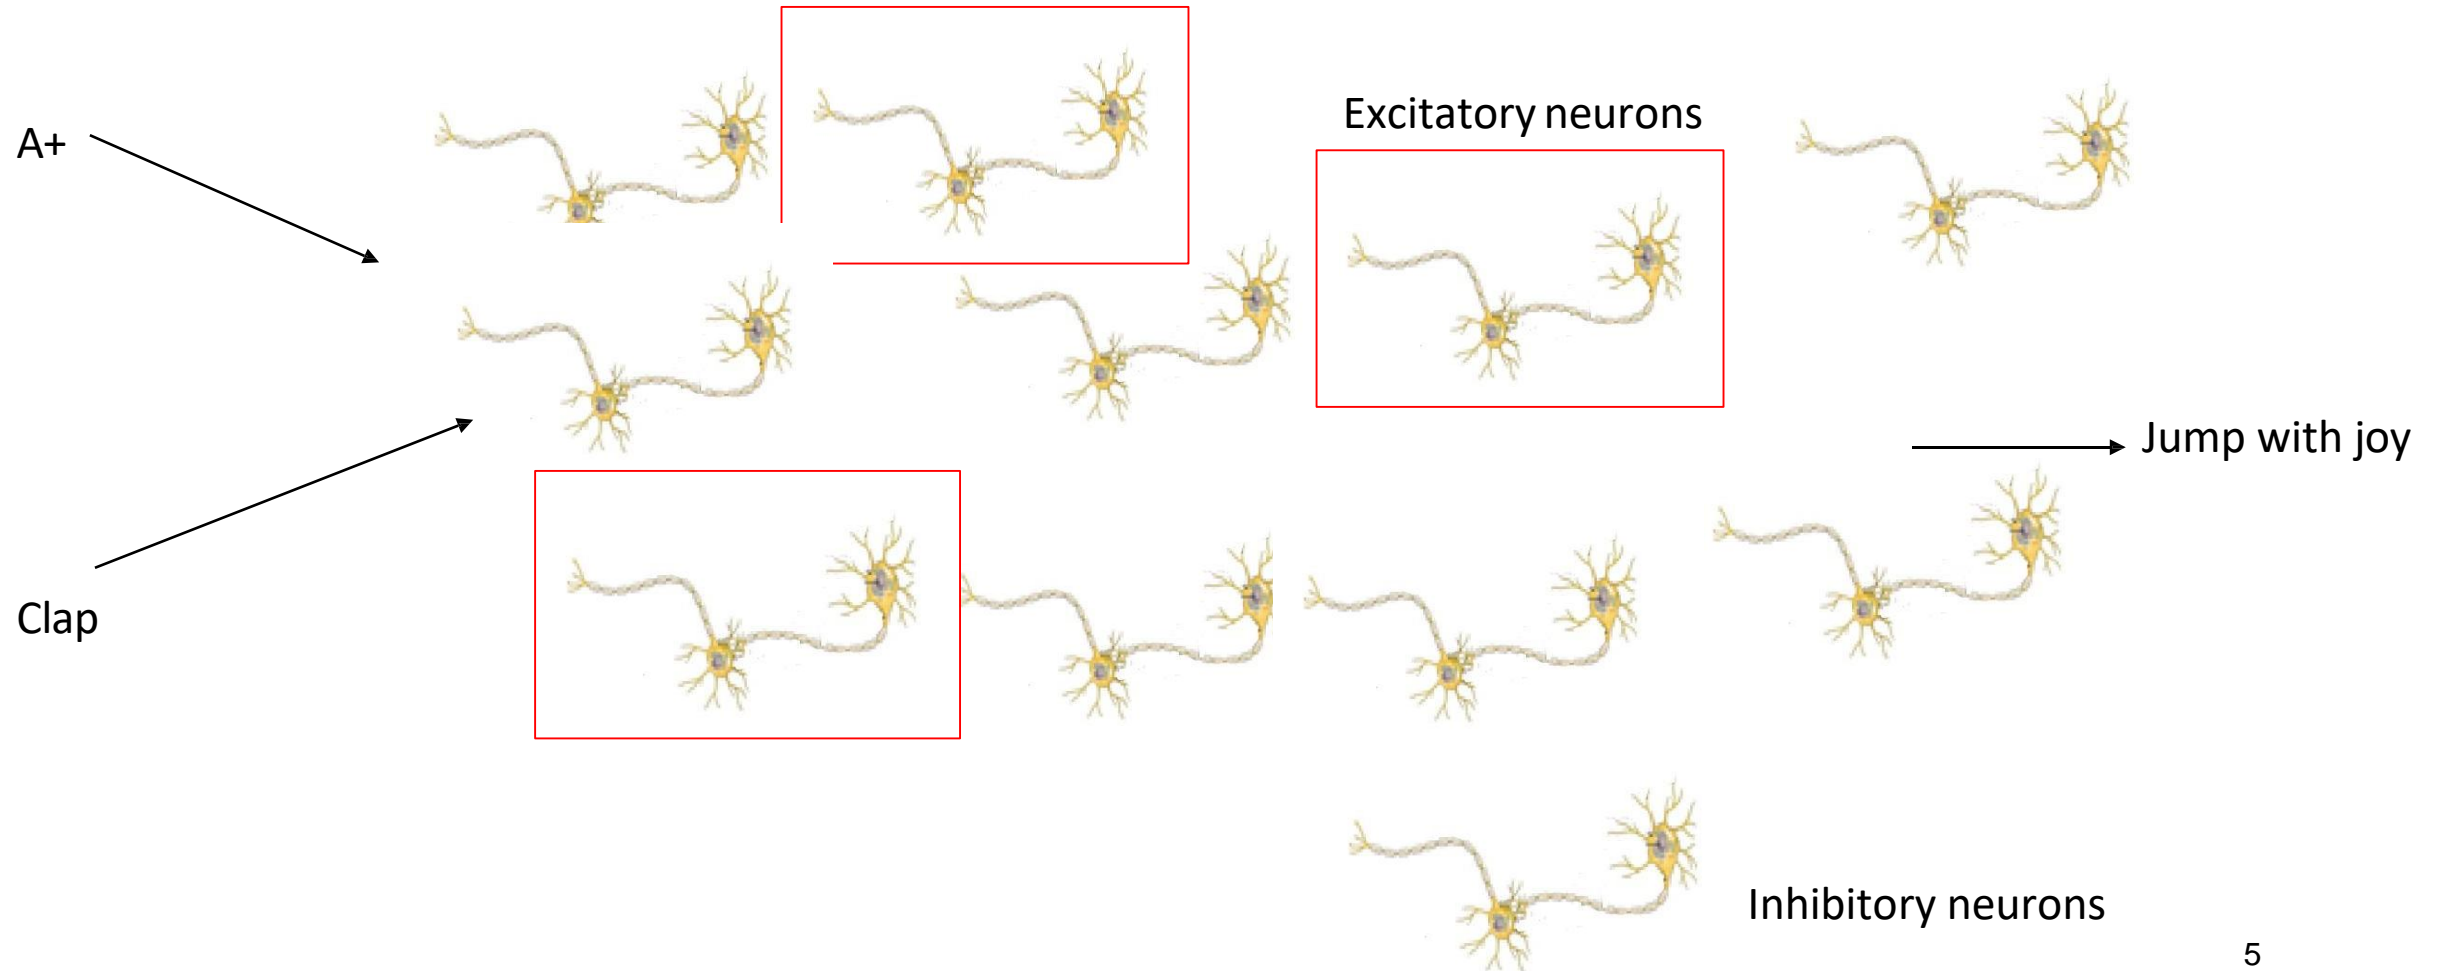 Excitatory neurons
A+
Jump with joy
Clap
Inhibitory neurons
5